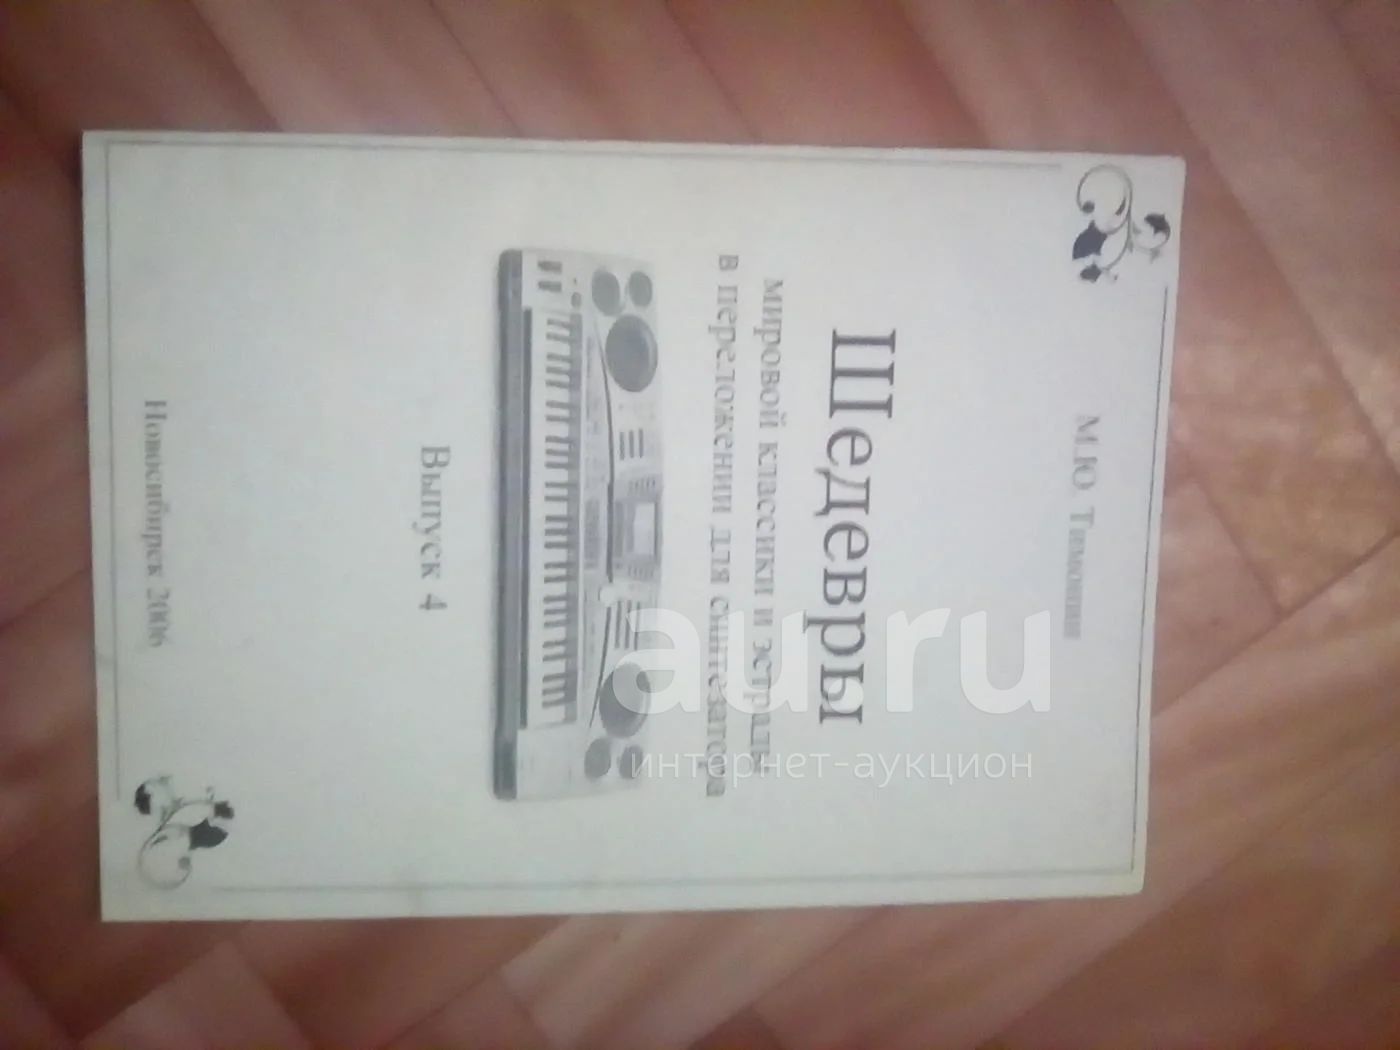 М.Ю. Тимонин
Шедевры
мировой классики и эстрады
в переложении для синтезатора
Выпуск 4
Новосибирск 2006
au.ru
интернет-аукцион